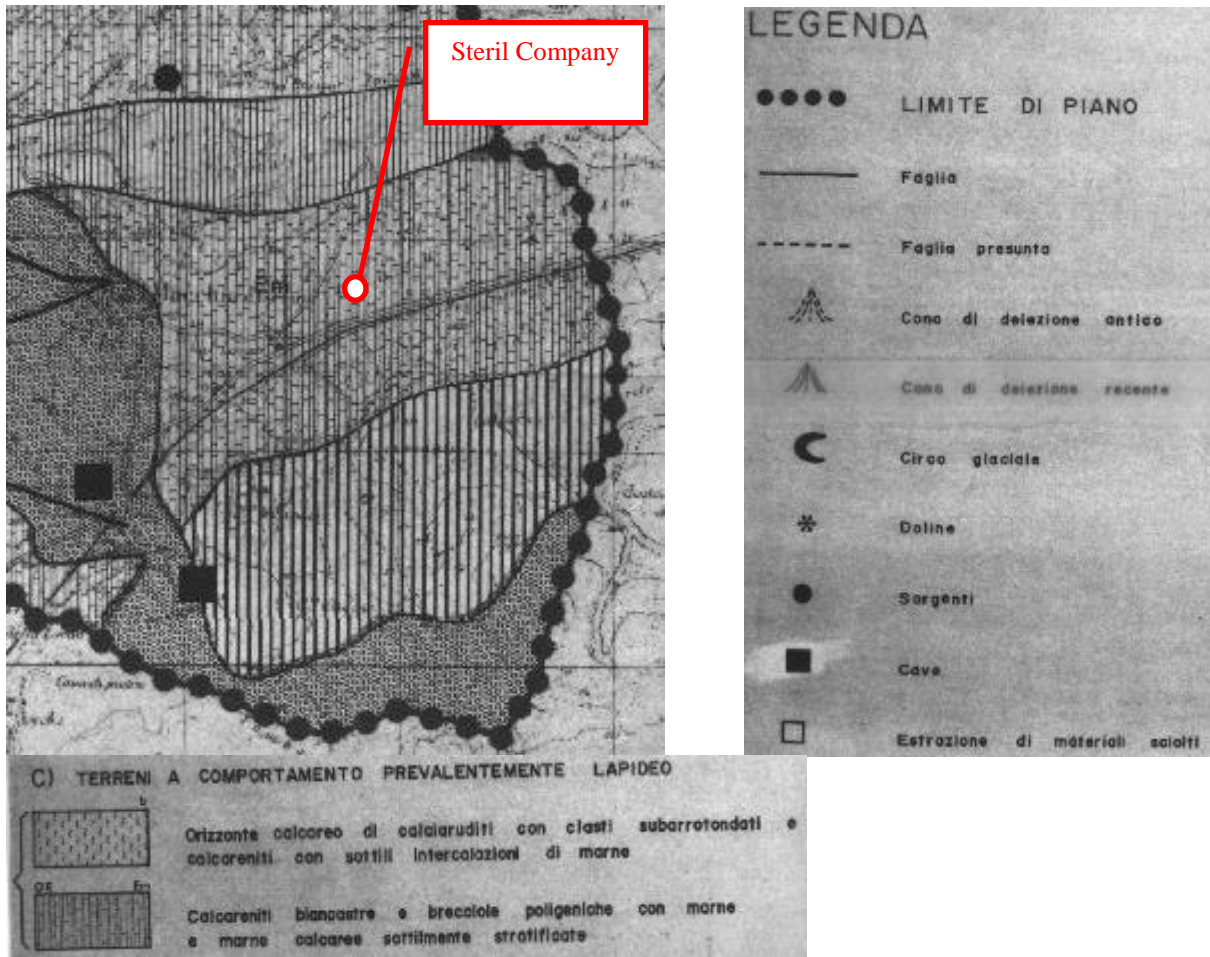 Steril Company
Em
LEGENDA
LIMITE DI PIANO
Faglia
Faglia presunta
Cono di deiezione antico
Cono di deiezione recente
Circo glaciale
Doline
Sorgenti
Cave
Estrazione di materiali sciolti
C) TERRENI A COMPORTAMENTO PREVALENTEMENTE LAPIDEO
b
Orizzonte calcareo di calciaruditi con clasti subarrotondati e
calcareniti con sottili intercalazioni di marne
OE Em
Calcareniti biancastre e brecciole poligeniche con marne
e marne calcaree sottilmente stratificate